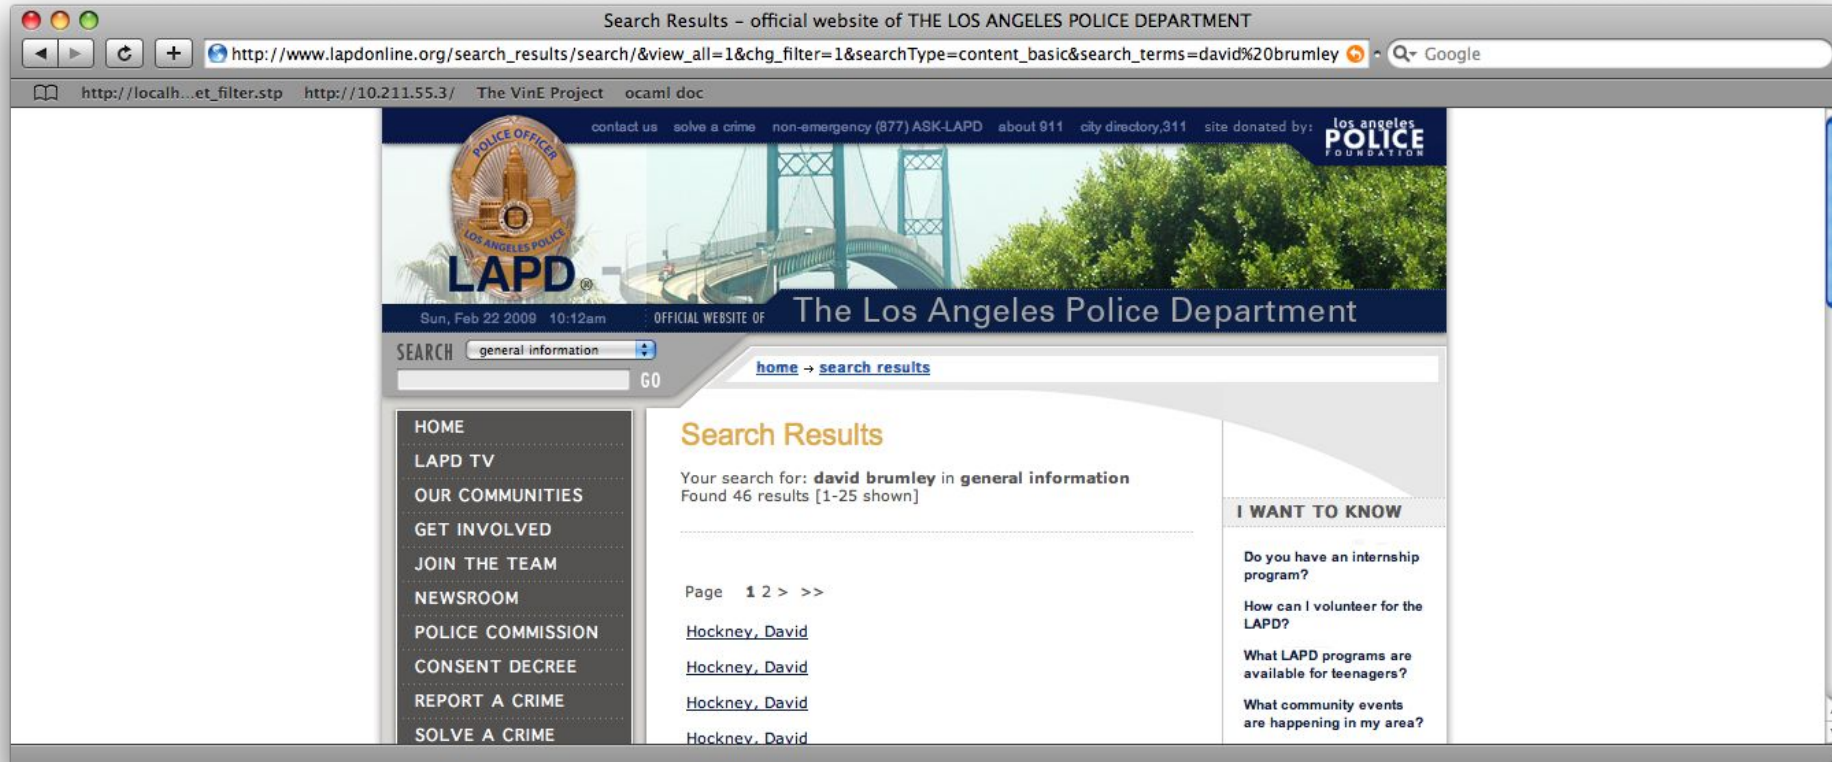 Search Results – official website of THE LOS ANGELES POLICE DEPARTMENT
http://www.lapdonline.org/search_results/search/&view_all=1&chg_filter=1&searchType=content_basic&search_terms=david%20brumley
Google
http://localh...et_filter.stp http://10.211.55.3/ The VinE Project ocaml doc
contact us solve a crime non-emergency (877) ASK-LAPD about 911 city directory,311 site donated by:
los angeles
POLICE
FOUNDATION
POLICE OFFICER
LOS ANGELES POLICE
LAPD®
Sun, Feb 22 2009 10:12am
OFFICIAL WEBSITE OF The Los Angeles Police Department
SEARCH general information
GO
home → search results
HOME
LAPD TV
OUR COMMUNITIES
GET INVOLVED
JOIN THE TEAM
NEWSROOM
POLICE COMMISSION
CONSENT DECREE
REPORT A CRIME
SOLVE A CRIME
Search Results
Your search for: david brumley in general information
Found 46 results [1-25 shown]
Page 1 2 > >>
Hockney, David
Hockney, David
Hockney, David
Hockney, David
I WANT TO KNOW
Do you have an internship
program?
How can I volunteer for the
LAPD?
What LAPD programs are
available for teenagers?
What community events
are happening in my area?